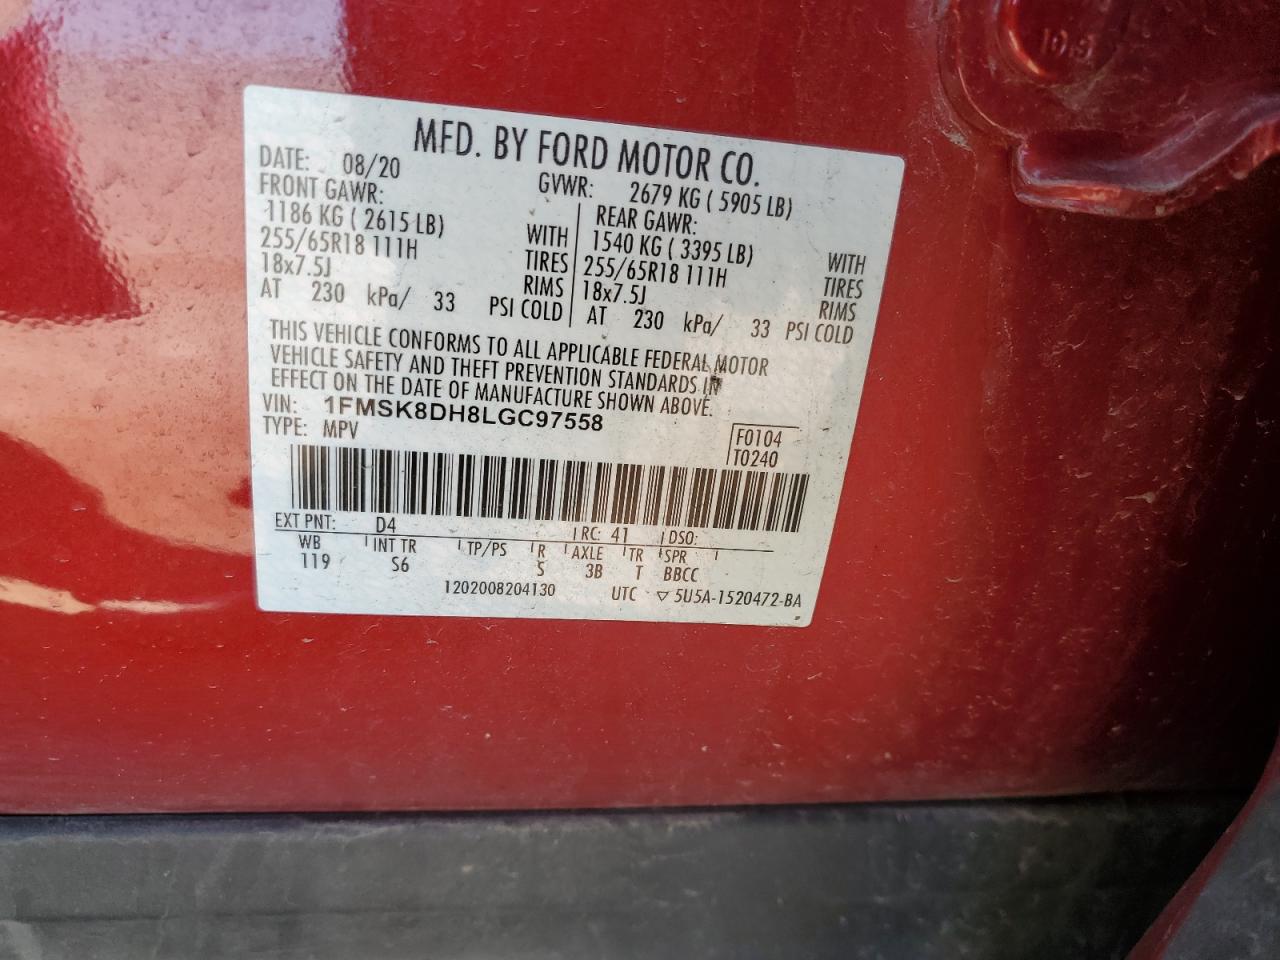 MFD. BY FORD MOTOR CO.
DATE: 08/20 GVWR: 2679 KG ( 5905 LB)
FRONT GAWR: REAR GAWR:
1186 KG ( 2615 LB) WITH 1540 KG ( 3395 LB) WITH
255/65R18 111H TIRES 255/65R18 111H TIRES
18x7.5J RIMS 18x7.5J RIMS
AT 230 kPa/ 33 PSI COLD AT 230 kPa/ 33 PSI COLD
THIS VEHICLE CONFORMS TO ALL APPLICABLE FEDERAL MOTOR
VEHICLE SAFETY AND THEFT PREVENTION STANDARDS IN
EFFECT ON THE DATE OF MANUFACTURE SHOWN ABOVE.
VIN: 1FMSK8DH8LGC97558
TYPE: MPV F0104
T0240
EXT PNT: D4 RC: 41 DSO:
WB INT TR TP/PS R AXLE TR SPR
119 S6 S 3B T BBCC
1202008204130 UTC ▽ 5U5A-1520472-BA
10.9